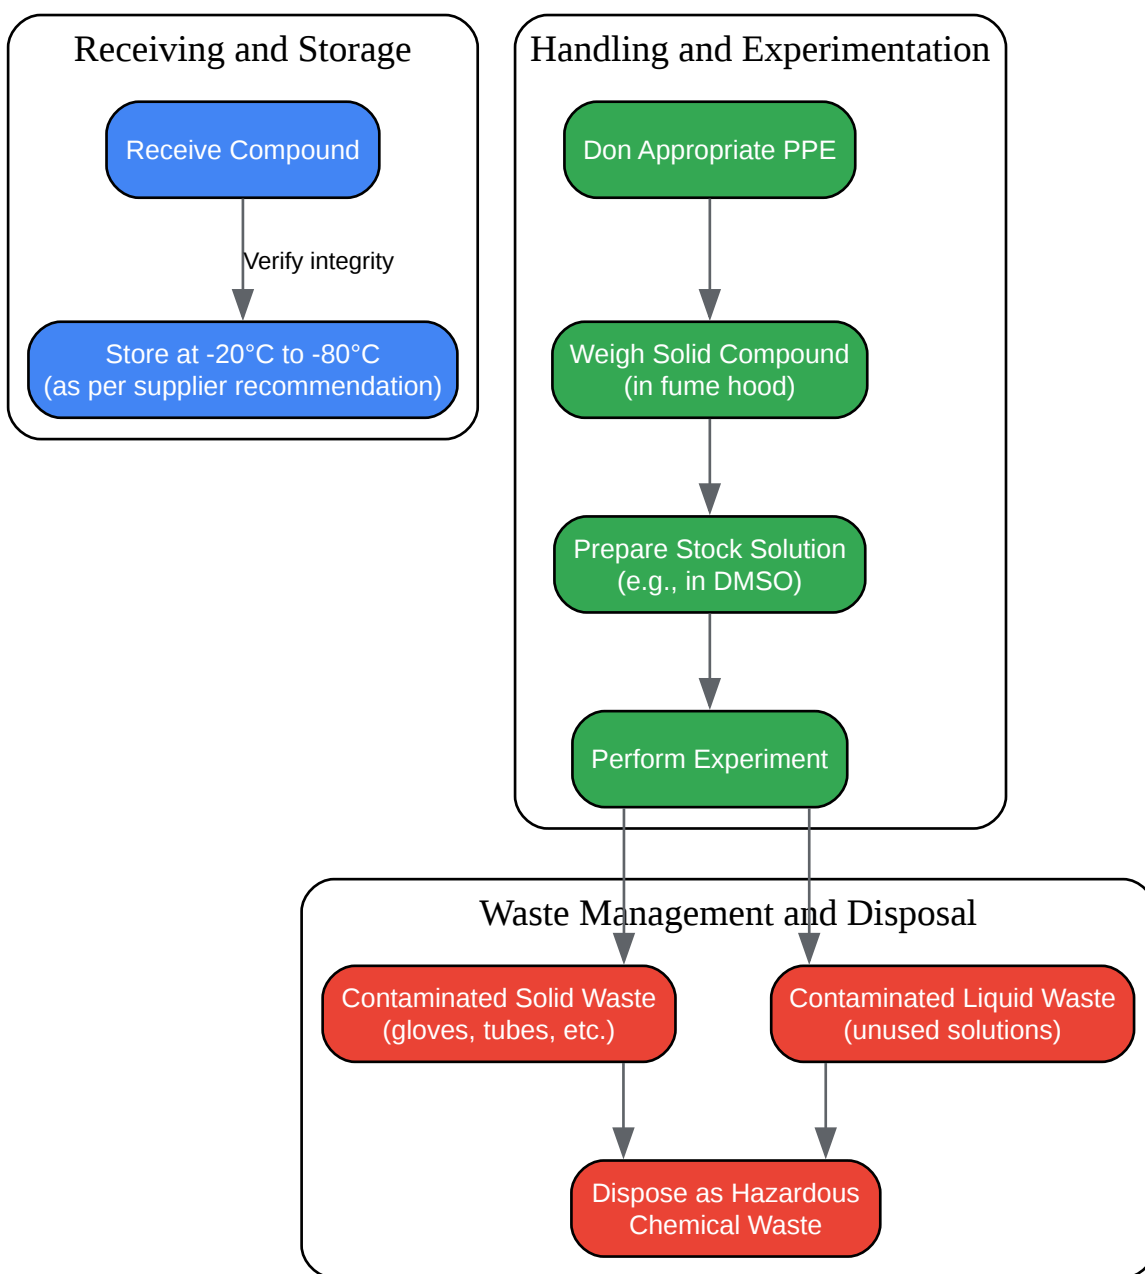 Receiving and Storage
Receive Compound
Verify integrity
Store at -20°C to -80°C
(as per supplier recommendation)
Handling and Experimentation
Don Appropriate PPE
Weigh Solid Compound
(in fume hood)
Prepare Stock Solution
(e.g., in DMSO)
Perform Experiment
Waste Management and Disposal
Contaminated Solid Waste
(gloves, tubes, etc.)
Contaminated Liquid Waste
(unused solutions)
Dispose as Hazardous
Chemical Waste